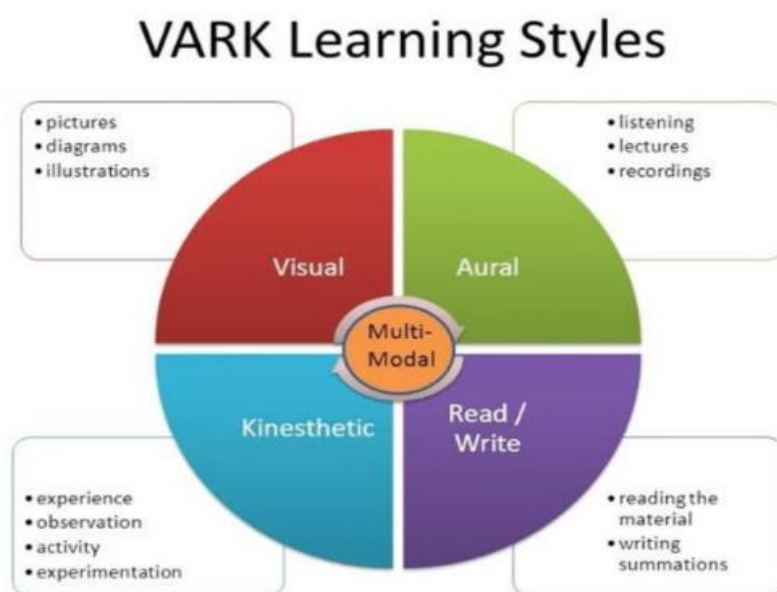 VARK Learning Styles
• pictures
• diagrams
• illustrations
• listening
• lectures
• recordings
Visual
Aural
Multi-
Modal
Kinesthetic
Read /
Write
• experience
• observation
• activity
• experimentation
• reading the
material
• writing
summations